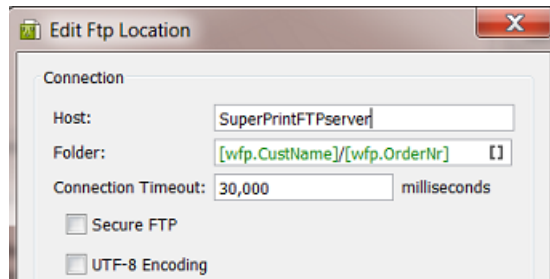 Edit Ftp Location
Connection
Host: SuperPrintFTPserver
Folder: [wfp.CustName]/[wfp.OrderNr] []
Connection Timeout: 30,000 milliseconds
Secure FTP
UTF-8 Encoding